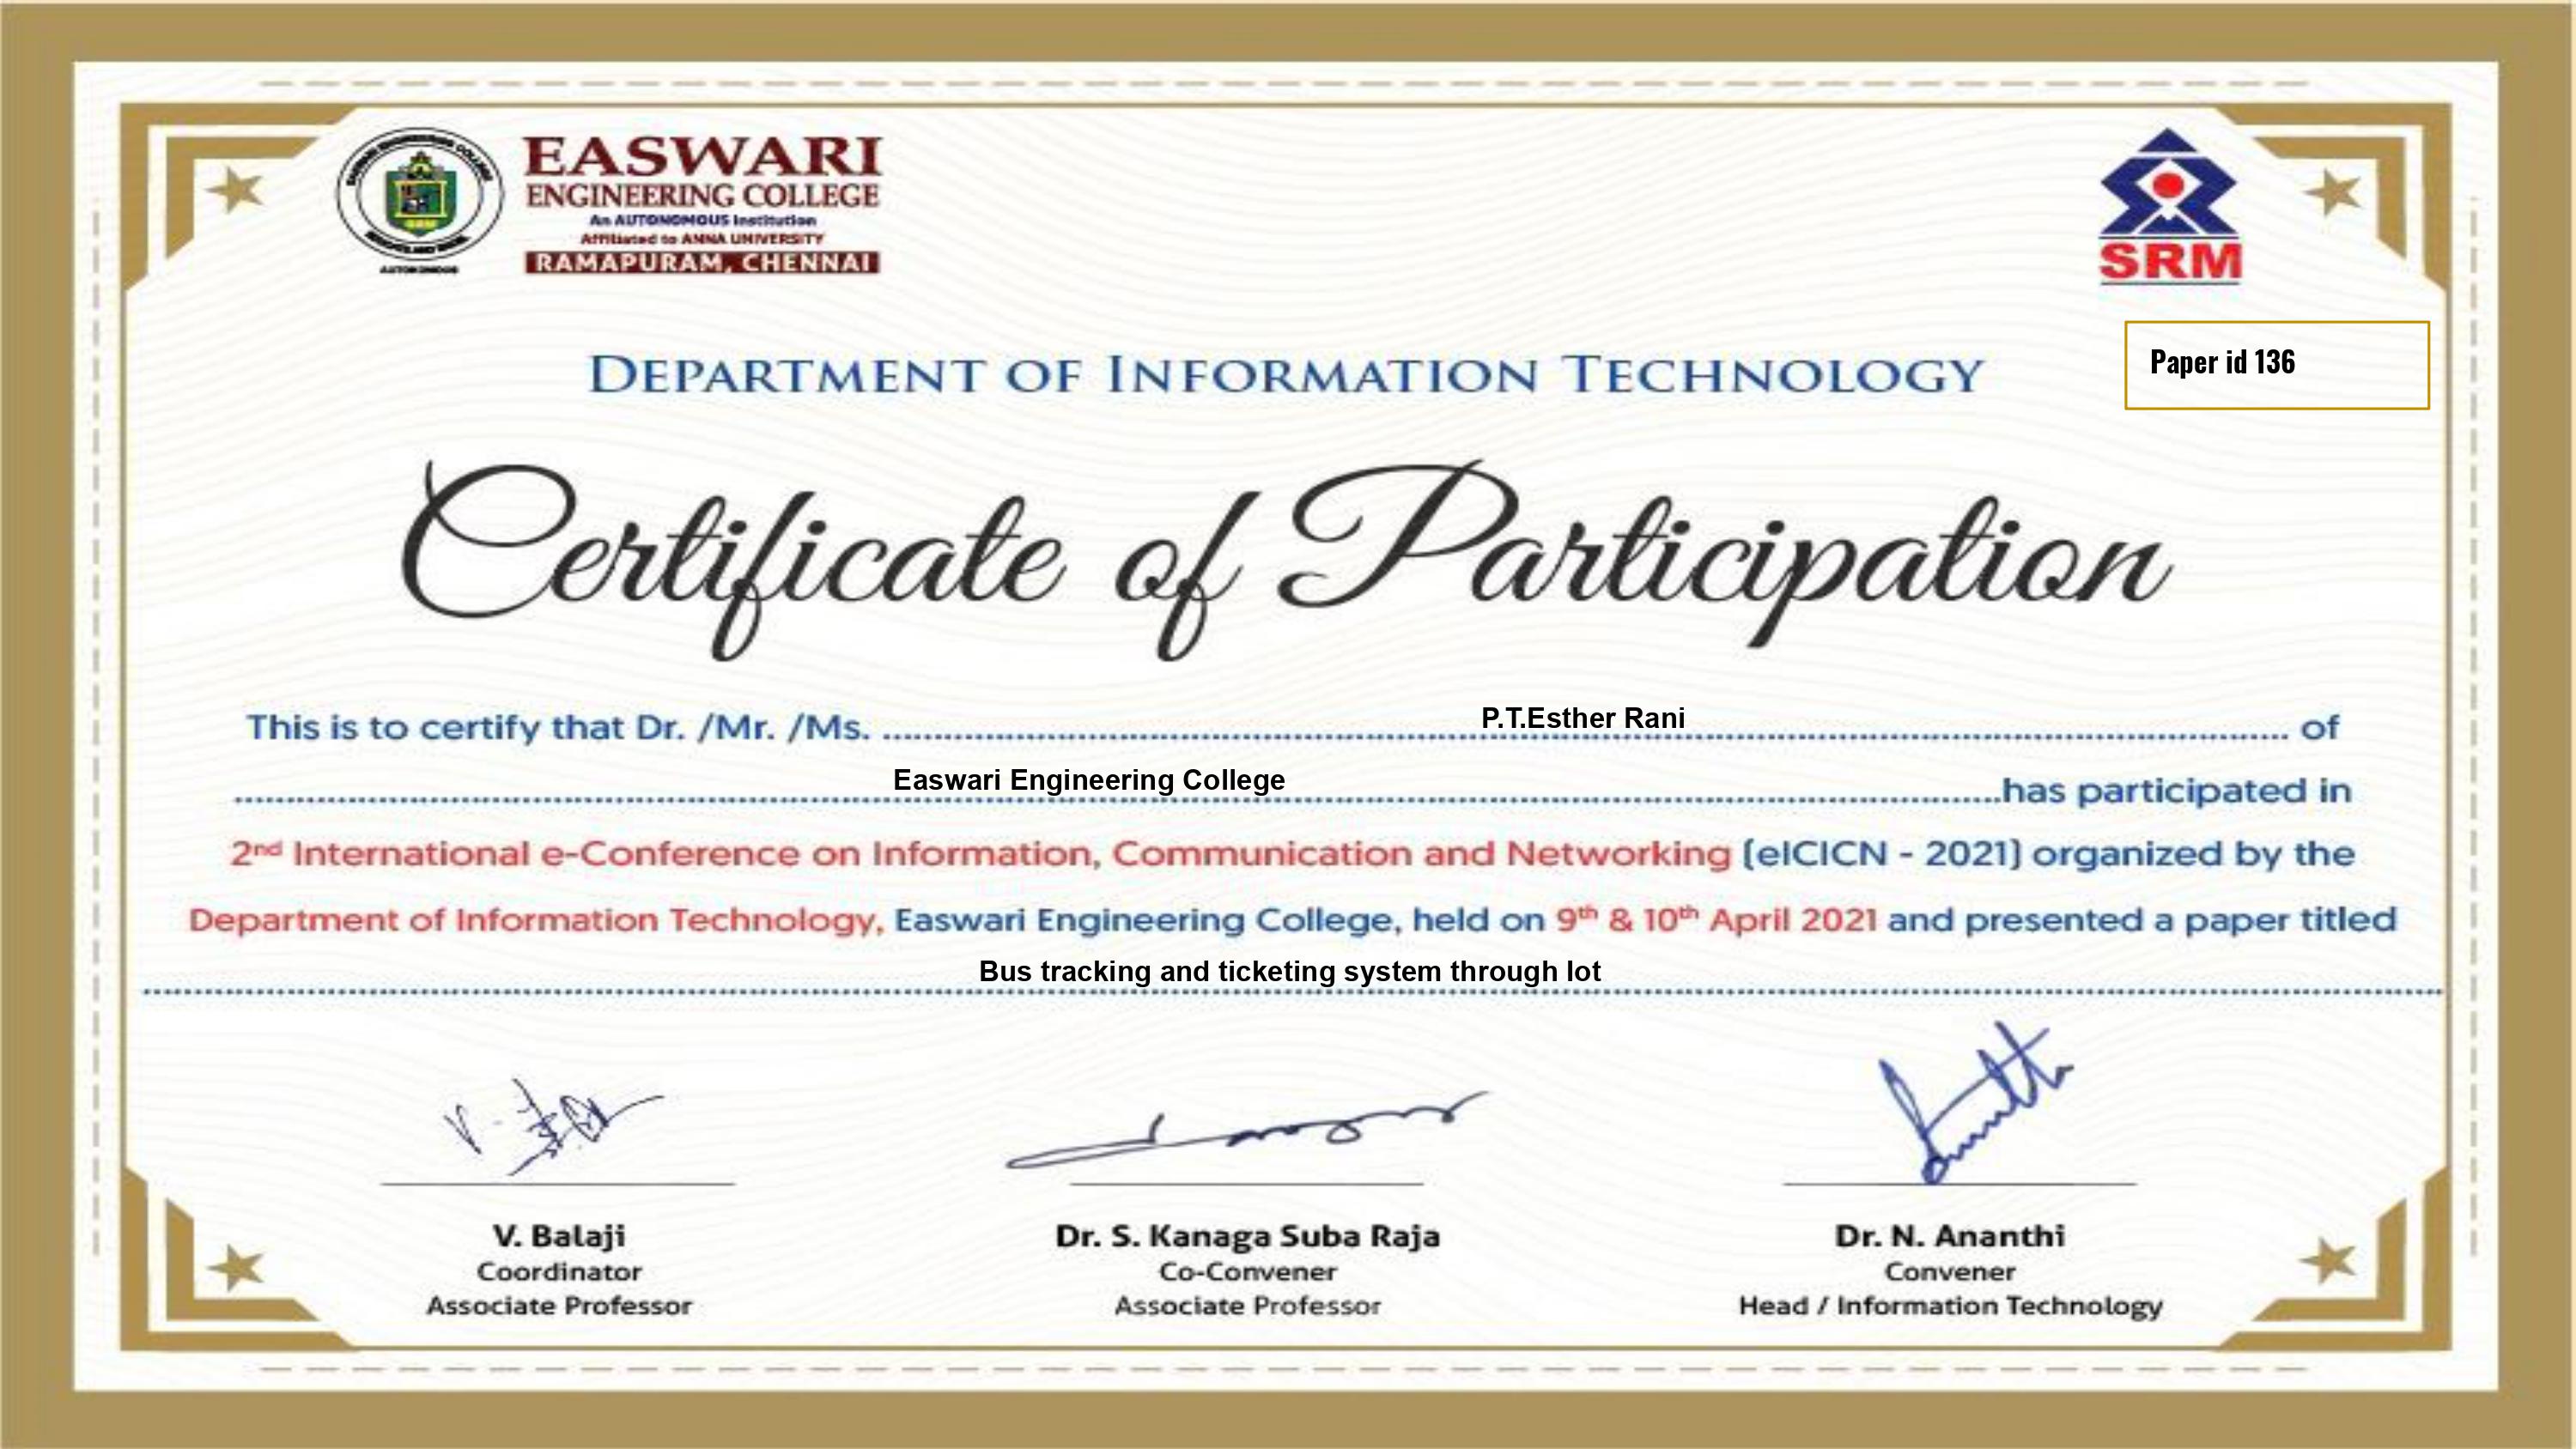 EASWARI
ENGINEERING COLLEGE
An AUTONOMOUS Institution
Affiliated to ANNA UNIVERSITY
RAMAPURAM, CHENNAI
EASWARI ENGINEERING COLLEGE
AUTONOMOUS
SRM
DEPARTMENT OF INFORMATION TECHNOLOGY
Paper id 136
Certificate of Participation
This is to certify that Dr. /Mr. /Ms. P.T.Esther Rani of
Easwari Engineering College has participated in
2nd International e-Conference on Information, Communication and Networking (eICICN - 2021) organized by the
Department of Information Technology, Easwari Engineering College, held on 9th & 10th April 2021 and presented a paper titled
Bus tracking and ticketing system through Iot
V. Balaji
Coordinator
Associate Professor
Dr. S. Kanaga Suba Raja
Co-Convener
Associate Professor
Dr. N. Ananthi
Convener
Head / Information Technology